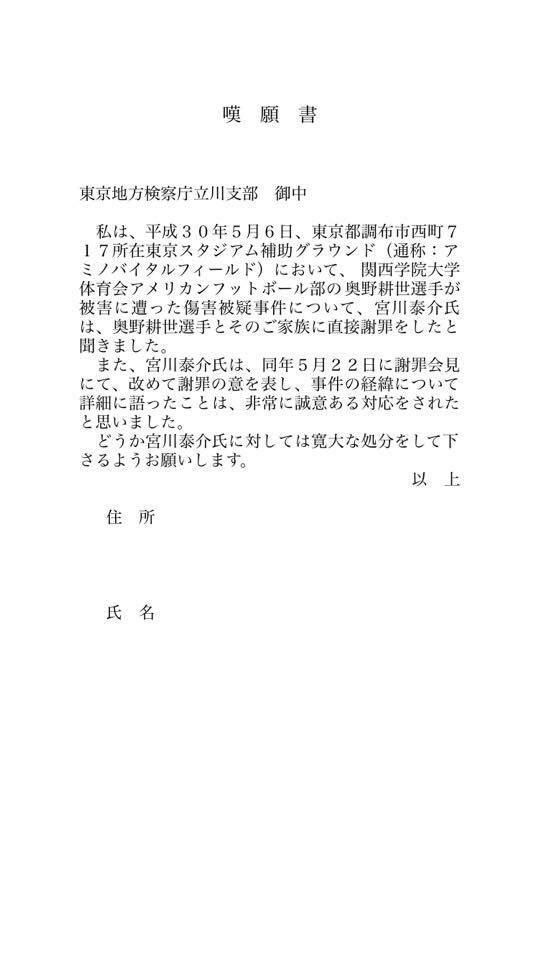 嘆　願　書
東京地方検察庁立川支部　御中
　私は、平成３０年５月６日、東京都調布市西町７
１７所在東京スタジアム補助グラウンド（通称：ア
ミノバイタルフィールド）において、 関西学院大学
体育会アメリカンフットボール部の奥野耕世選手が
被害に遭った傷害被疑事件について、宮川泰介氏
は、奥野耕世選手とそのご家族に直接謝罪をしたと
聞きました。
　また、宮川泰介氏は、同年５月２２日に謝罪会見
にて、改めて謝罪の意を表し、事件の経緯について
詳細に語ったことは、非常に誠意ある対応をされた
と思いました。
　どうか宮川泰介氏に対しては寛大な処分をして下
さるようお願いします。
以　上
住　所
氏　名